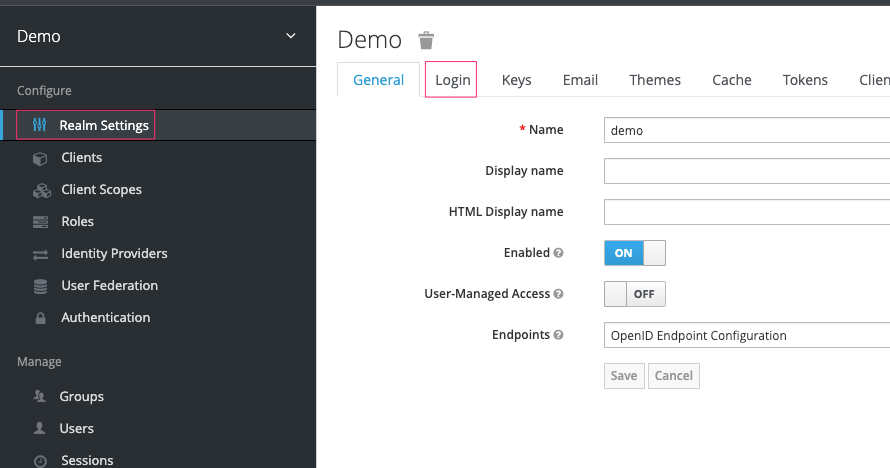 Demo
Configure
Realm Settings
Clients
Client Scopes
Roles
Identity Providers
User Federation
Authentication
Manage
Groups
Users
Sessions
Demo
General Login Keys Email Themes Cache Tokens Clien
* Name demo
Display name
HTML Display name
Enabled ON
User-Managed Access OFF
Endpoints OpenID Endpoint Configuration
Save Cancel